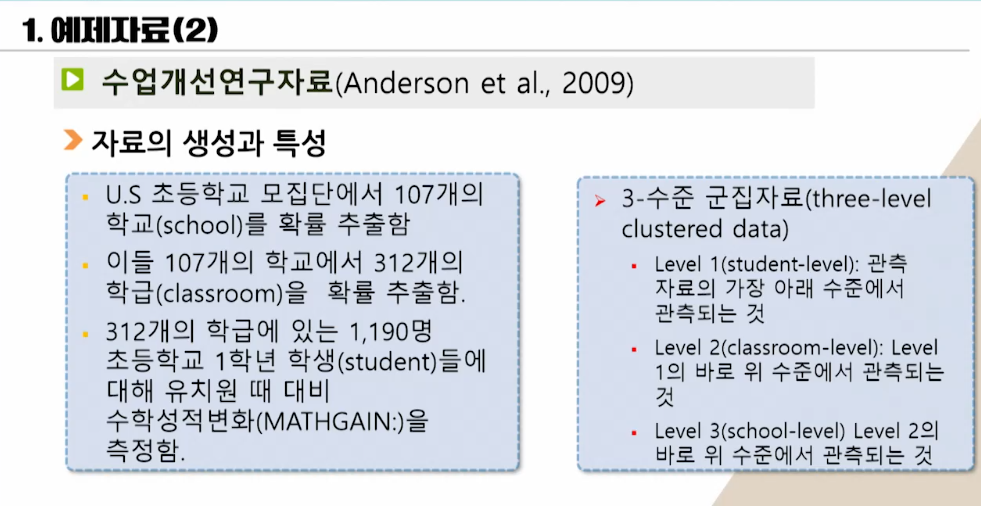 1. 예제자료(2)
수업개선연구자료(Anderson et al., 2009)
자료의 생성과 특성
U.S 초등학교 모집단에서 107개의
학교(school)를 확률 추출함
이들 107개의 학교에서 312개의
학급(classroom)을 확률 추출함.
312개의 학급에 있는 1,190명
초등학교 1학년 학생(student)들에
대해 유치원 때 대비
수학성적변화(MATHGAIN:)을
측정함.
3-수준 군집자료(three-level
clustered data)
Level 1(student-level): 관측
자료의 가장 아래 수준에서
관측되는 것
Level 2(classroom-level): Level
1의 바로 위 수준에서 관측되는
것
Level 3(school-level) Level 2의
바로 위 수준에서 관측되는 것